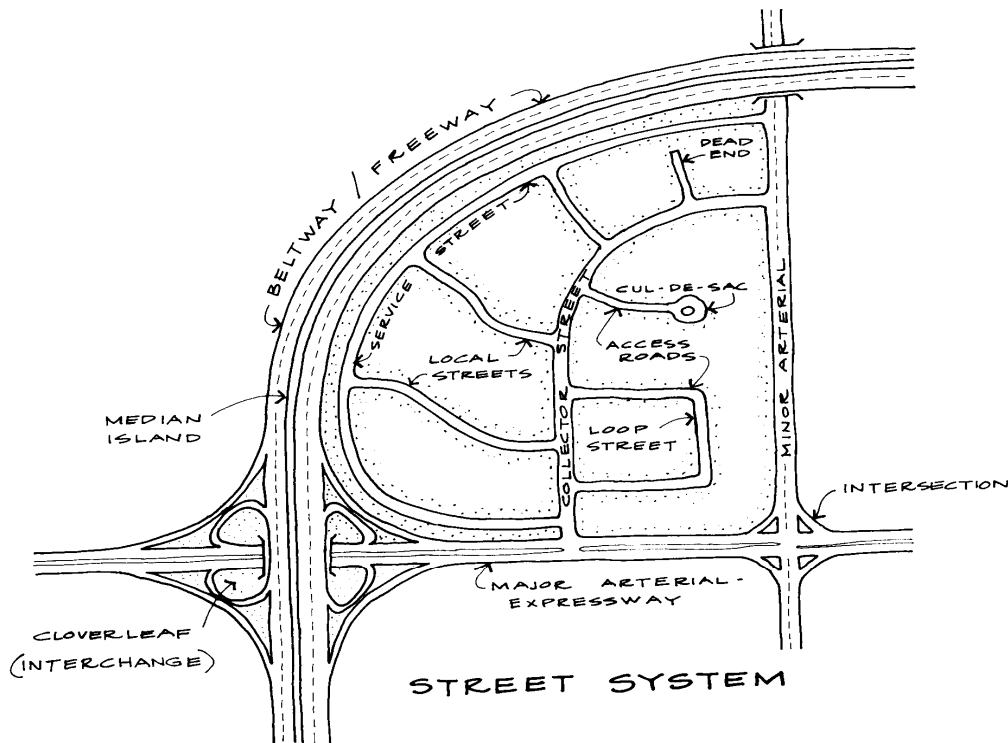 BELTWAY / FREEWAY
DEAD
END
SERVICE STREET
CUL-DE-SAC
COLLECTOR STREET
ACCESS
ROADS
MINOR ARTERIAL
LOCAL
STREETS
MEDIAN
ISLAND
LOOP
STREET
INTERSECTION
MAJOR ARTERIAL-
EXPRESSWAY
CLOVERLEAF
(INTERCHANGE)
STREET SYSTEM